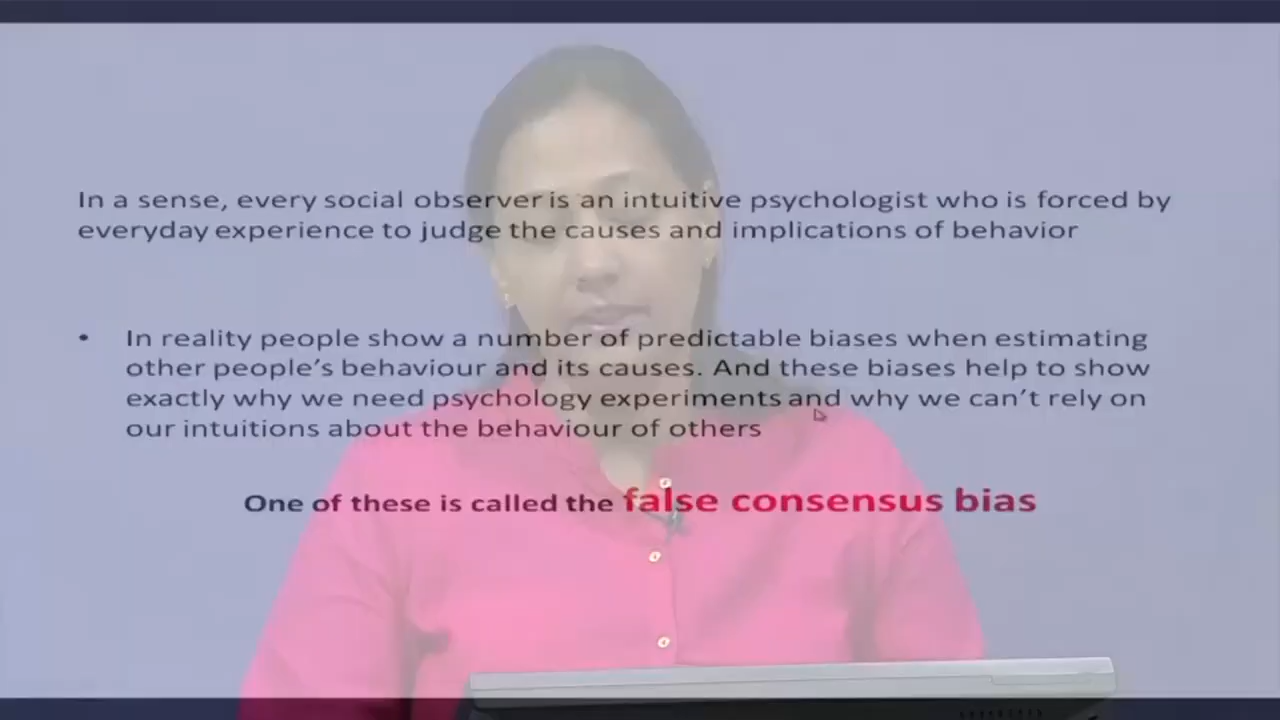 In a sense, every social observer is an intuitive psychologist who is forced by
everyday experience to judge the causes and implications of behavior
• In reality people show a number of predictable biases when estimating
other people's behaviour and its causes. And these biases help to show
exactly why we need psychology experiments and why we can't rely on
our intuitions about the behaviour of others
One of these is called the false consensus bias